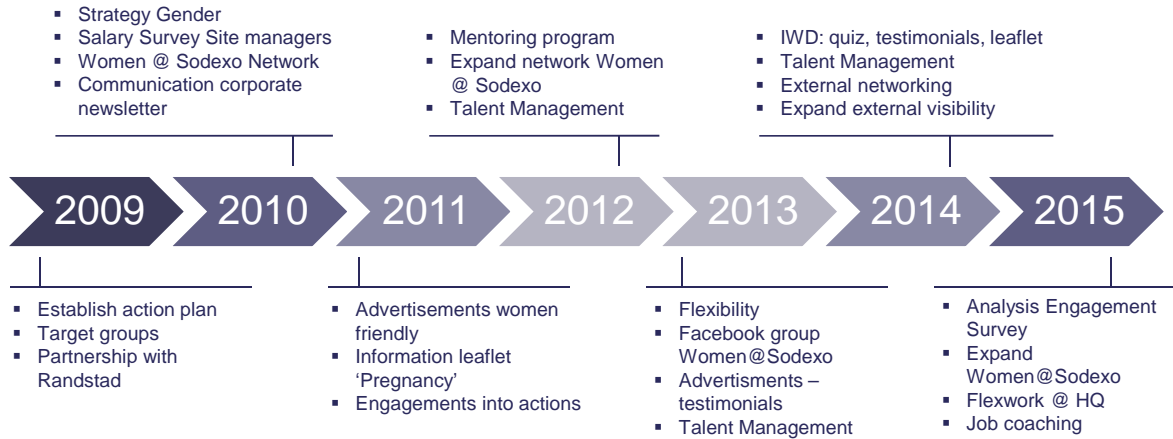 ▪ Strategy Gender
▪ Salary Survey Site managers
▪ Women @ Sodexo Network
▪ Communication corporate
newsletter
▪ Mentoring program
▪ Expand network Women
@ Sodexo
▪ Talent Management
▪ IWD: quiz, testimonials, leaflet
▪ Talent Management
▪ External networking
▪ Expand external visibility
2009
2010
2011
2012
2013
2014
2015
▪ Establish action plan
▪ Target groups
▪ Partnership with
Randstad
▪ Advertisements women
friendly
▪ Information leaflet
‘Pregnancy’
▪ Engagements into actions
▪ Flexibility
▪ Facebook group
Women@Sodexo
▪ Advertisments –
testimonials
▪ Talent Management
▪ Analysis Engagement
Survey
▪ Expand
Women@Sodexo
▪ Flexwork @ HQ
▪ Job coaching